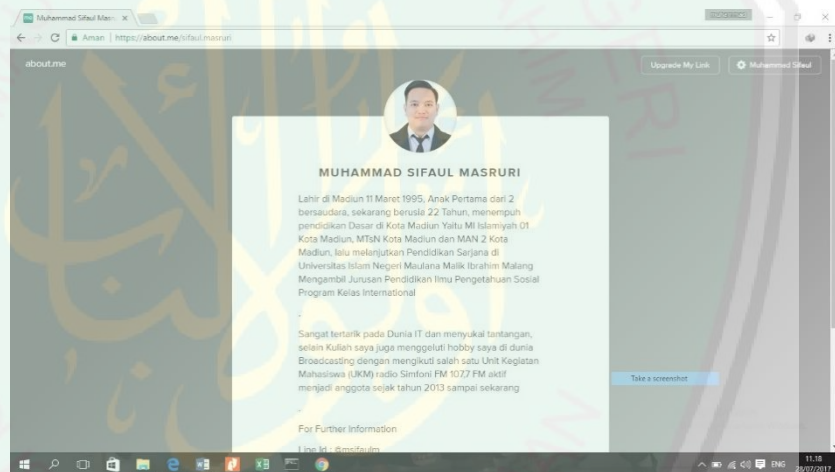 Muhammad Sifaul Mas
Aman | https://about.me/sifaul.masruri
about.me
Upgrade My Link
Muhammad Sifaul
MUHAMMAD SIFAUL MASRURI
Lahir di Madiun 11 Maret 1995, Anak Pertama dari 2
bersaudara, sekarang berusia 22 Tahun, menempuh
pendidikan Dasar di Kota Madiun Yaitu MI Islamiyah 01
Kota Madiun, MTsN Kota Madiun dan MAN 2 Kota
Madiun, lalu melanjutkan Pendidikan Sarjana di
Universitas Islam Negeri Maulana Malik Ibrahim Malang
Mengambil Jurusan Pendidikan Ilmu Pengetahuan Sosial
Program Kelas International
-
Sangat tertarik pada Dunia IT dan menyukai tantangan,
selain Kuliah saya juga menggeluti hobby saya di dunia
Broadcasting dengan mengikuti salah satu Unit Kegiatan
Mahasiswa (UKM) radio Simfoni FM 107,7 FM aktif
menjadi anggota sejak tahun 2013 sampai sekarang
-
Take a screenshot
For Further Information
Line Id : @msifaulm
ENG
11.18
28/07/2017